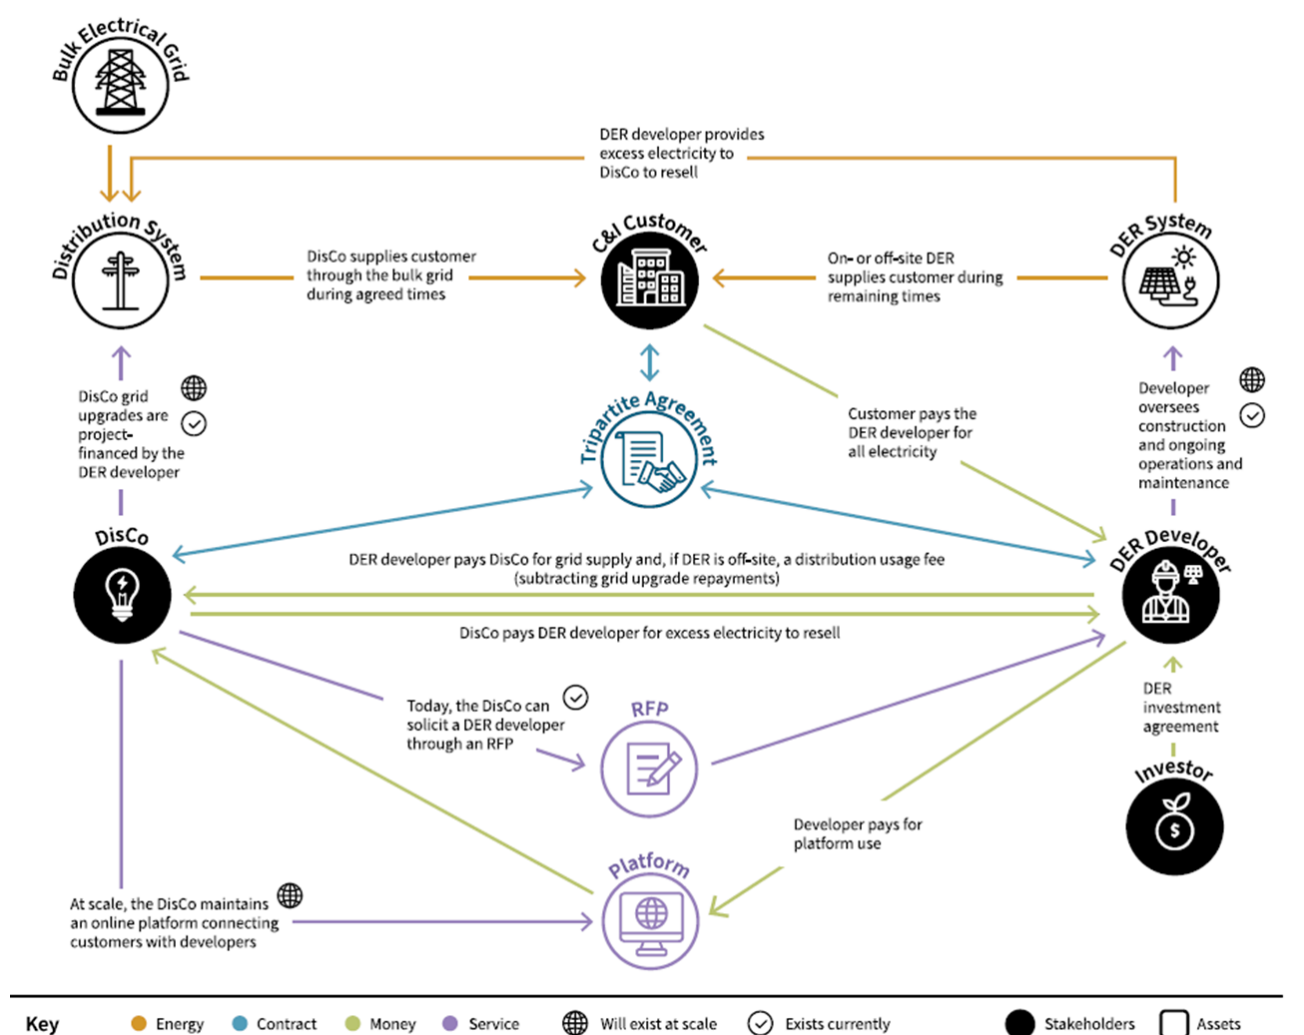 Bulk Electrical Grid
DER developer provides
excess electricity to
DisCo to resell
Distribution System
C&I Customer
DER System
DisCo supplies customer
through the bulk grid
during agreed times
On- or off-site DER
supplies customer during
remaining times
DisCo grid
upgrades are
project-
financed by the
DER developer
Tripartite Agreement
Customer pays the
DER developer for
all electricity
Developer
oversees
construction
and ongoing
operations and
maintenance
DisCo
DER Developer
DER developer pays DisCo for grid supply and, if DER is off-site, a distribution usage fee
(subtracting grid upgrade repayments)
DisCo pays DER developer for excess electricity to resell
Today, the DisCo can
solicit a DER developer
through an RFP
RFP
DER
investment
agreement
Investor
$
Developer pays for
platform use
Platform
At scale, the DisCo maintains
an online platform connecting
customers with developers
Key
Energy
Contract
Money
Service
Will exist at scale
Exists currently
Stakeholders
Assets